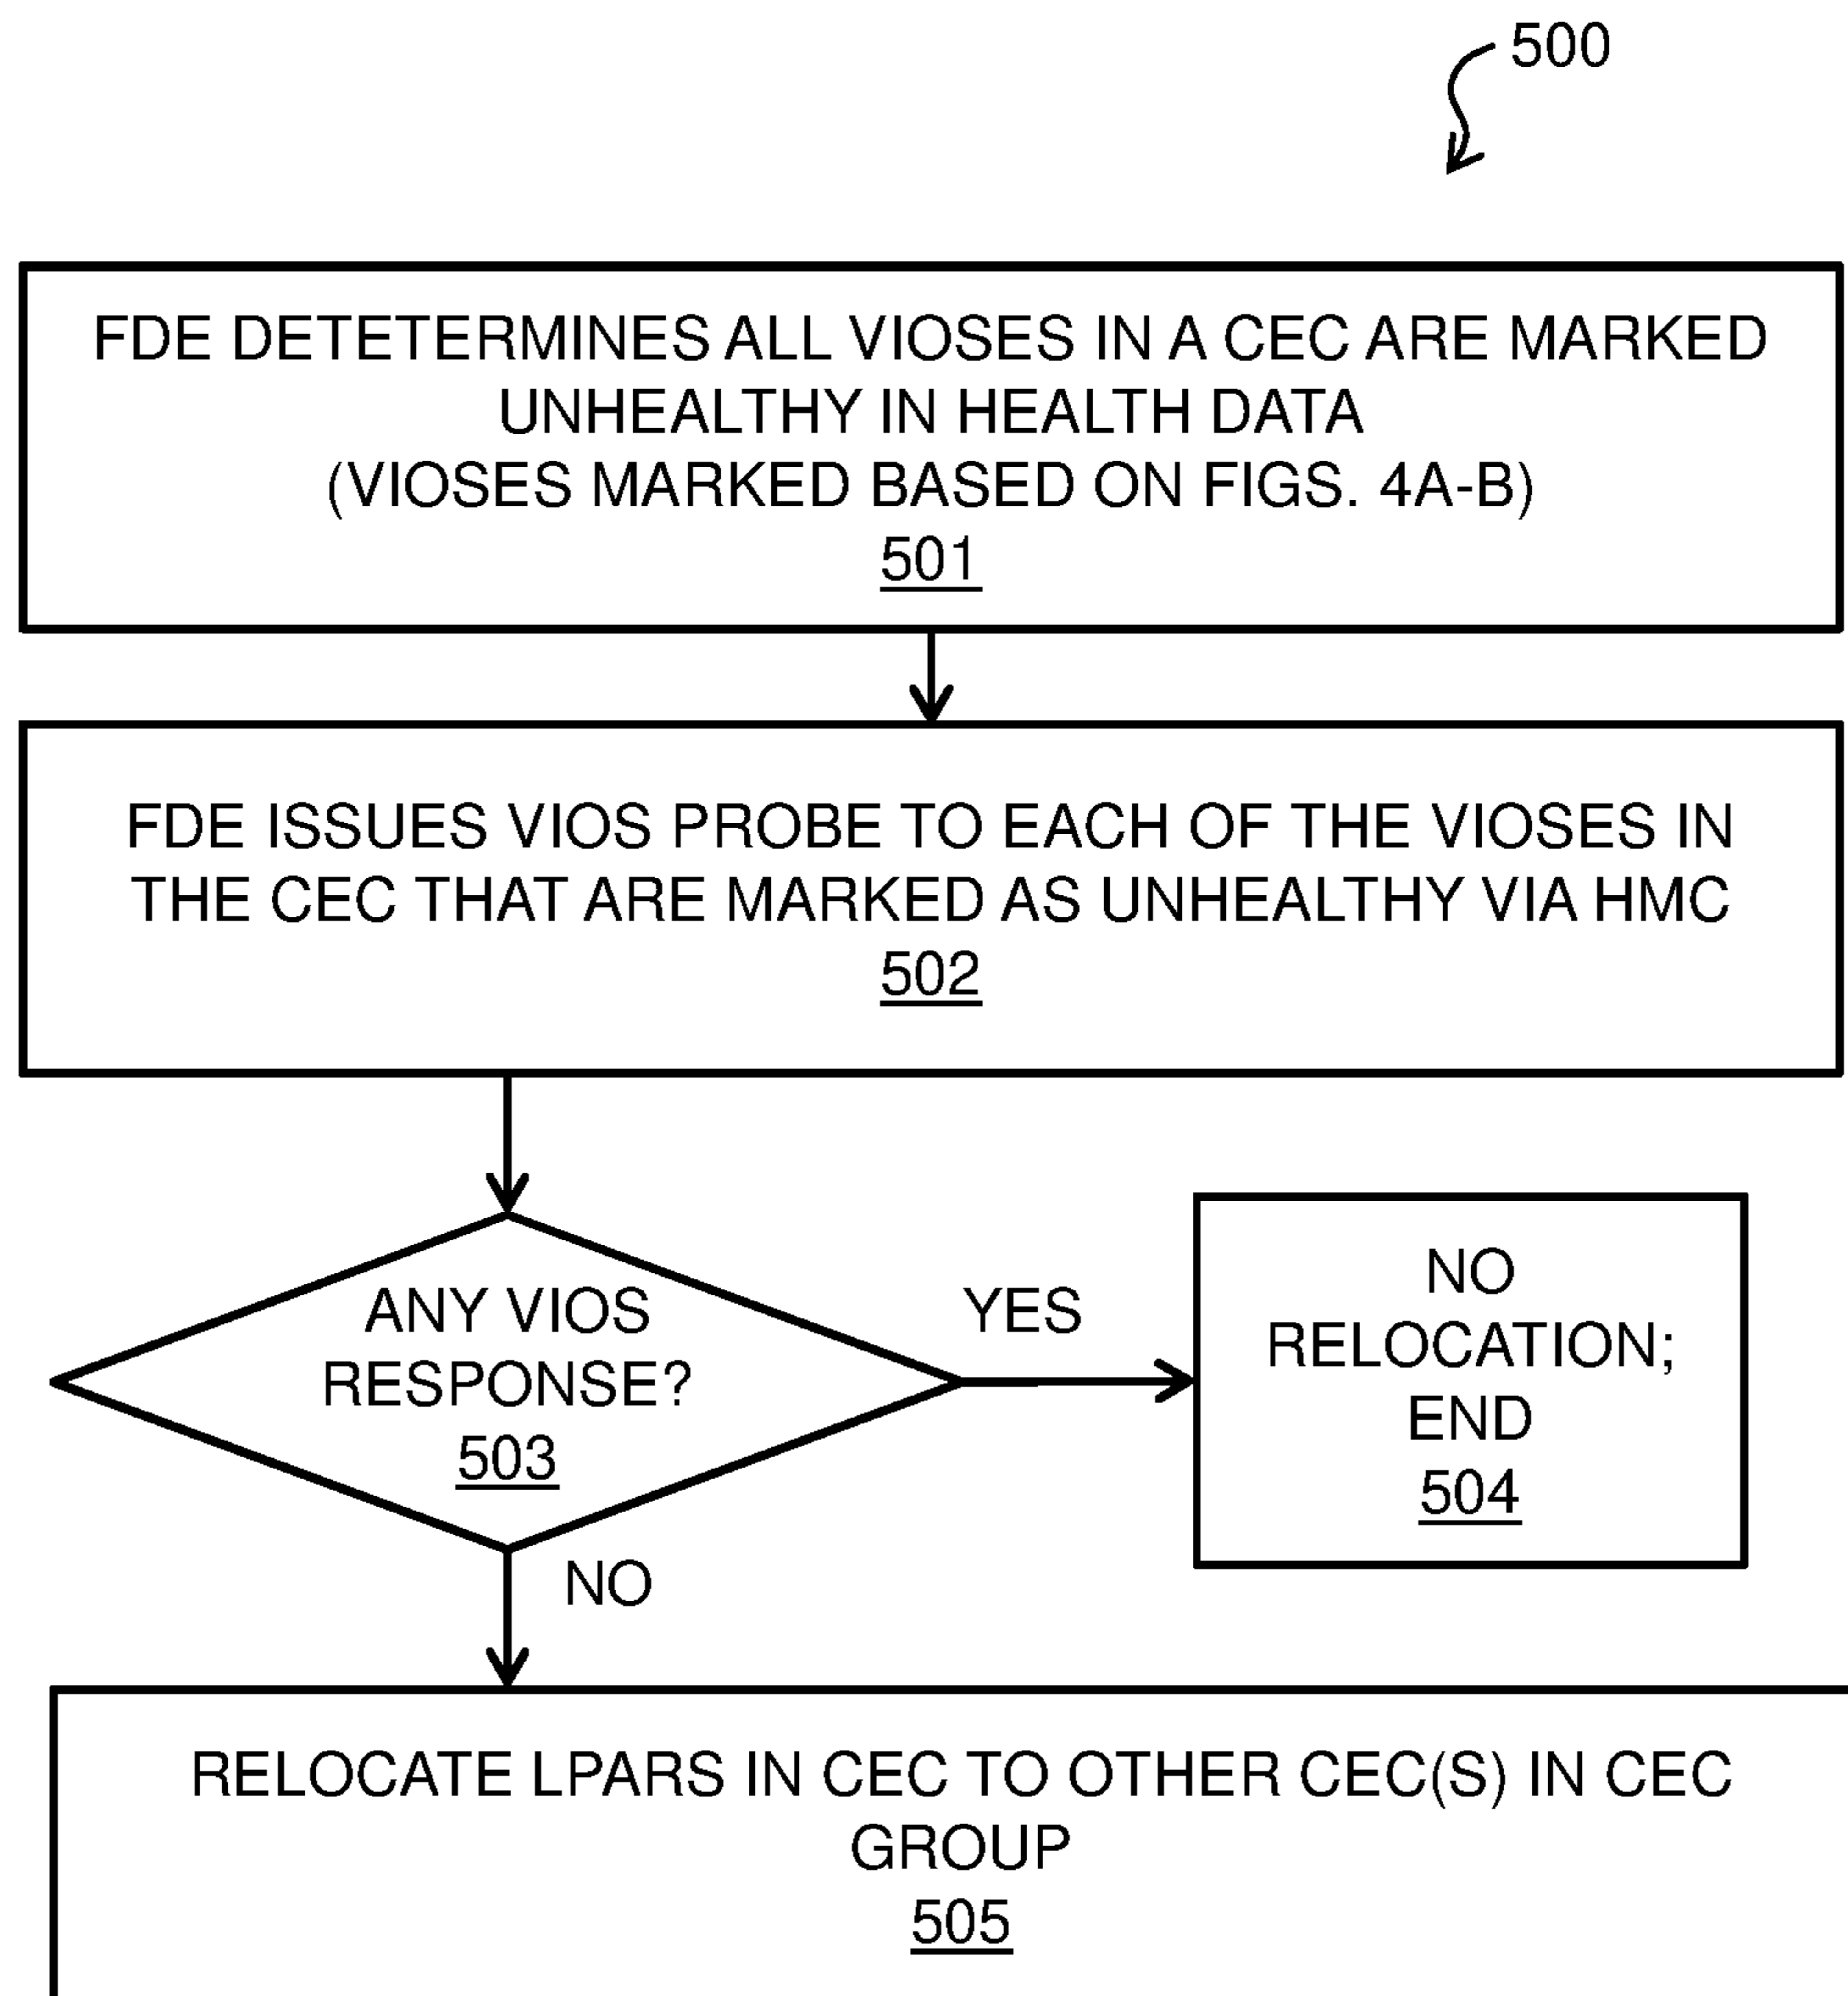 500
FDE DETETERMINES ALL VIOSES IN A CEC ARE MARKED
UNHEALTHY IN HEALTH DATA
(VIOSES MARKED BASED ON FIGS. 4A-B)
501
FDE ISSUES VIOS PROBE TO EACH OF THE VIOSES IN
THE CEC THAT ARE MARKED AS UNHEALTHY VIA HMC
502
ANY VIOS
RESPONSE?
503
YES
NO
RELOCATION;
END
504
NO
RELOCATE LPARS IN CEC TO OTHER CEC(S) IN CEC
GROUP
505